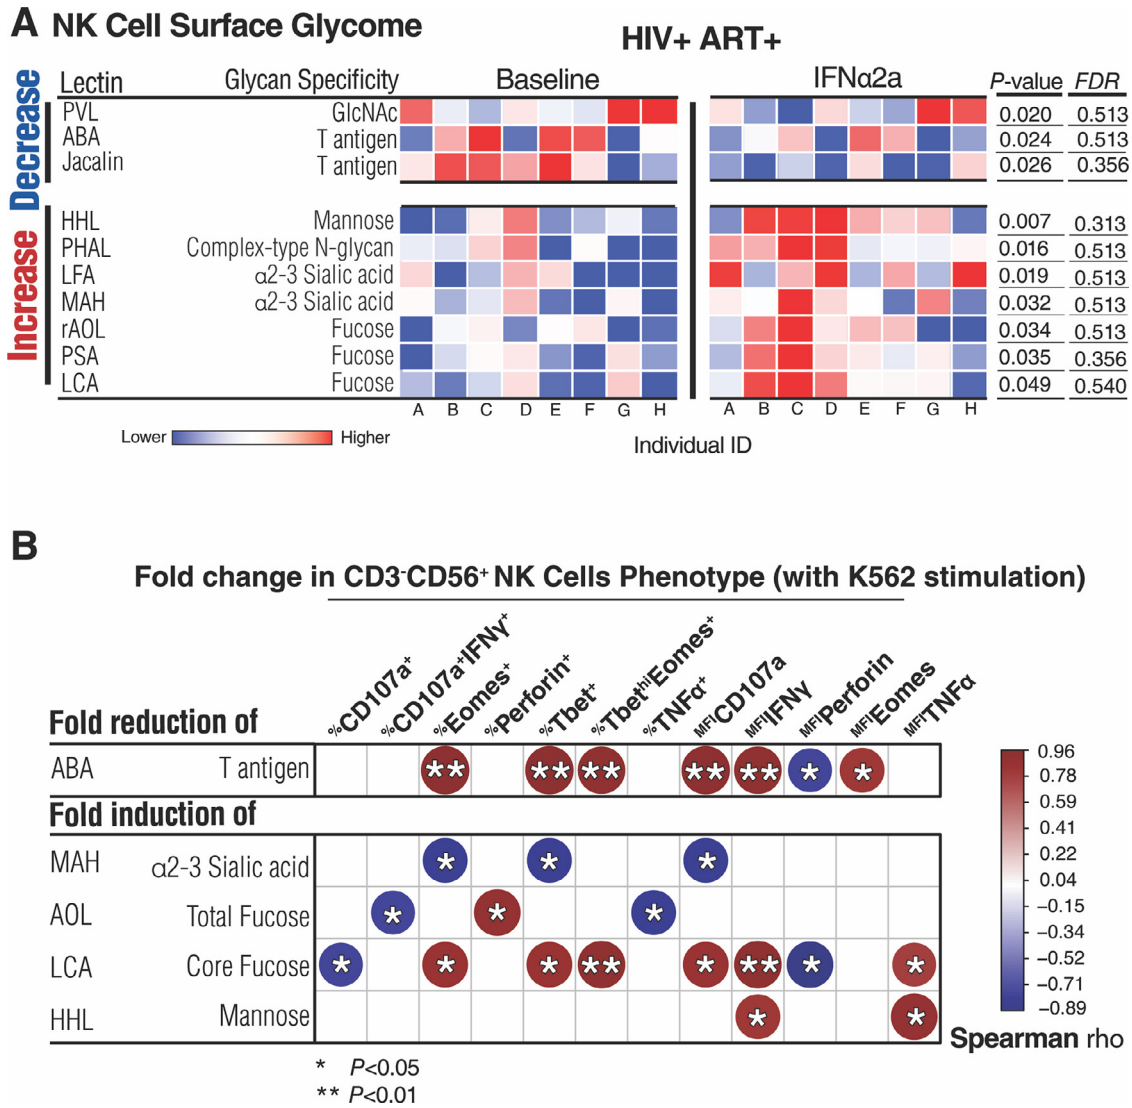 A NK Cell Surface Glycome
HIV+ ART+
Lectin Glycan Specificity Baseline IFNα2a P-value FDR
Decrease
PVL GlcNAc 0.020 0.513
ABA T antigen 0.024 0.513
Jacalin T antigen 0.026 0.356
Increase
HHL Mannose 0.007 0.313
PHAL Complex-type N-glycan 0.016 0.513
LFA α2-3 Sialic acid 0.019 0.513
MAH α2-3 Sialic acid 0.032 0.513
rAOL Fucose 0.034 0.513
PSA Fucose 0.035 0.356
LCA Fucose 0.049 0.540
A B C D E F G H A B C D E F G H
Lower Higher
Individual ID
B
Fold change in CD3-CD56+ NK Cells Phenotype (with K562 stimulation)
%CD107a+
%CD107a+IFNγ+
%Eomes+
%Perforin+
%Tbet+
%TbethiEomes+
%TNFα+
MFICD107a
MFIIFNγ
MFIPerforin
MFIEomes
MFITNFα
Fold reduction of
ABA T antigen ** ** ** ** ** * *
Fold induction of
MAH α2-3 Sialic acid * * *
AOL Total Fucose * * *
LCA Core Fucose * * * ** * ** * *
HHL Mannose * *
0.96
0.78
0.59
0.41
0.22
0.04
−0.15
−0.34
−0.52
−0.71
−0.89
Spearman rho
* P<0.05
** P<0.01